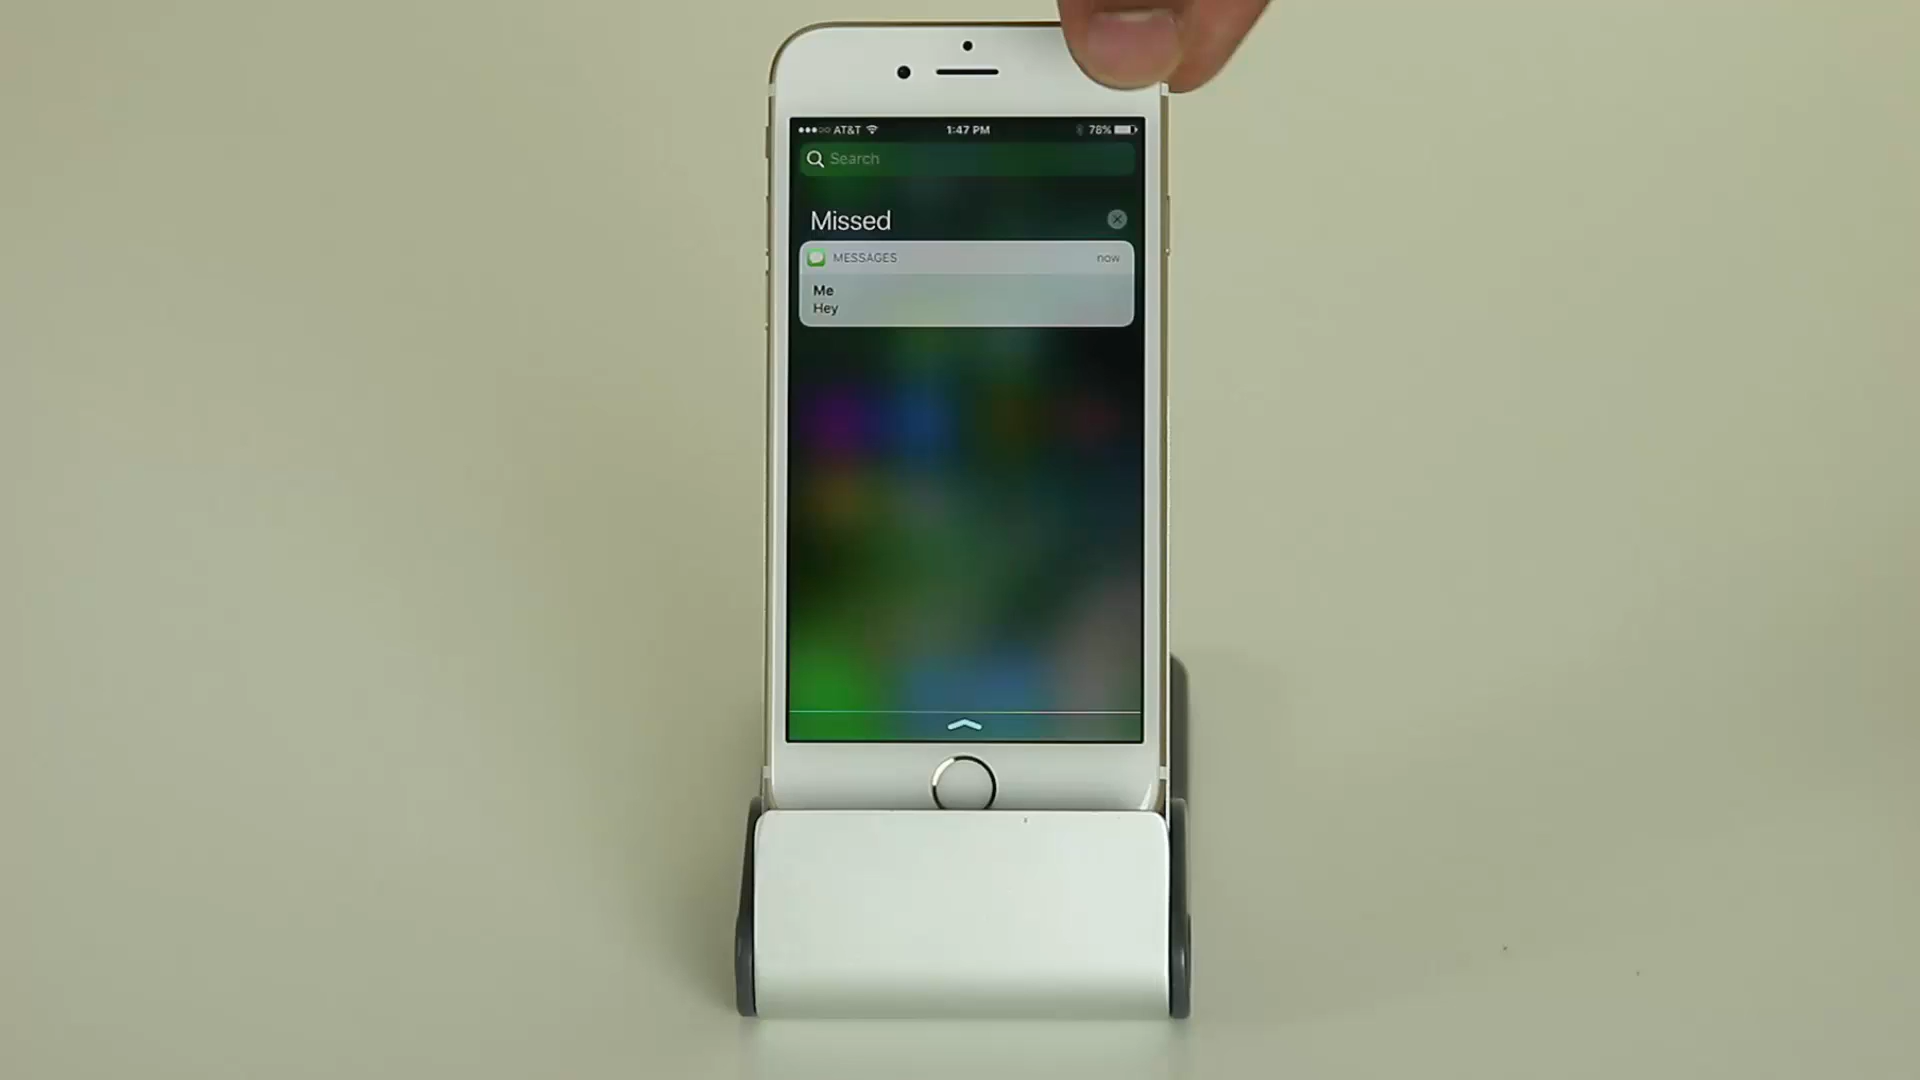 AT&T 1:47 PM 78%
Search
Missed
MESSAGES now
Me
Hey